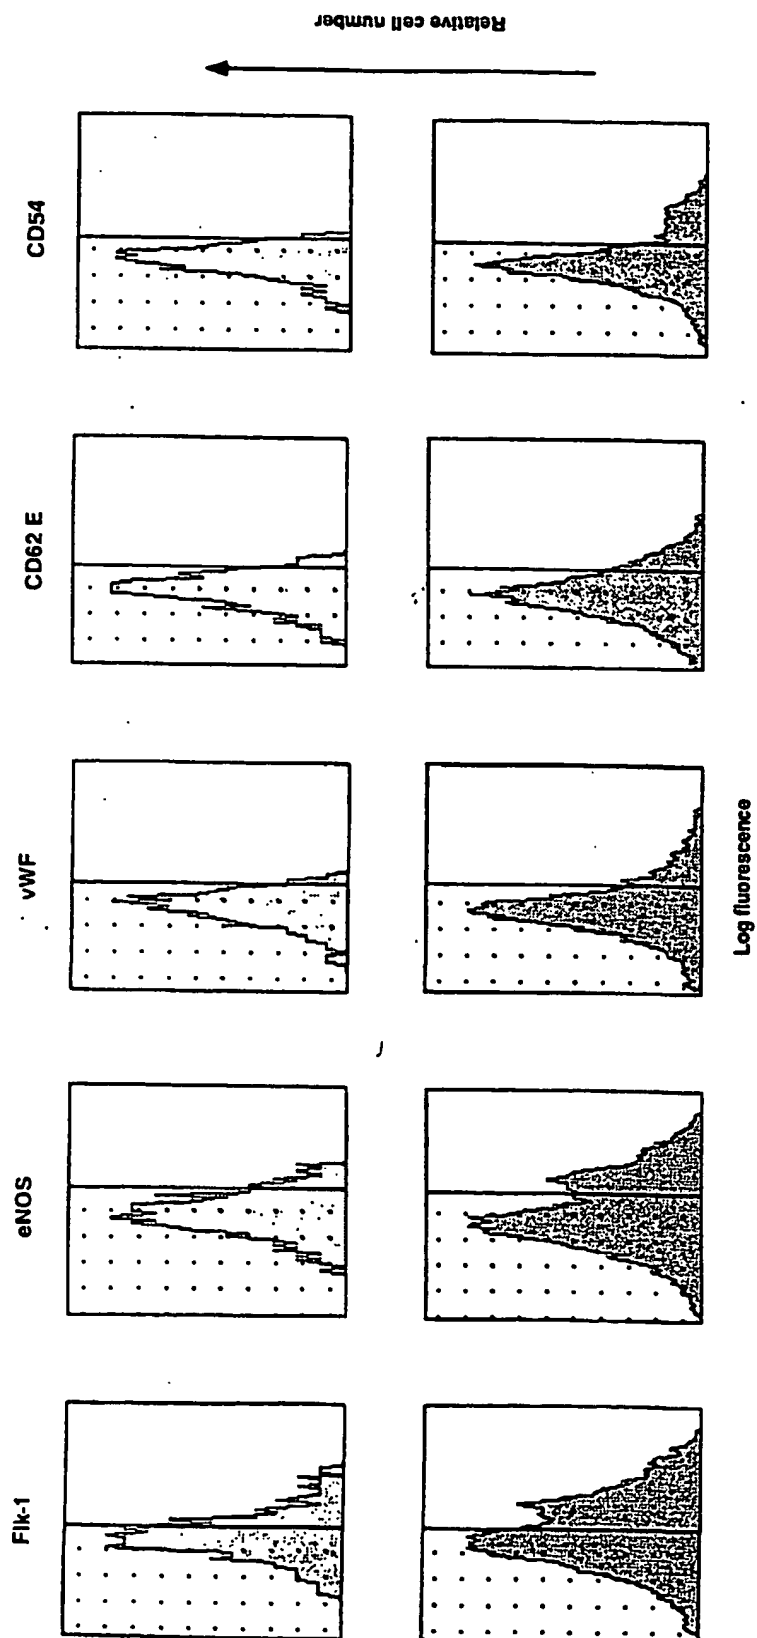 Relative cell number
CD54
CD62 E
vWF
Log fluorescence
eNOS
Flk-1